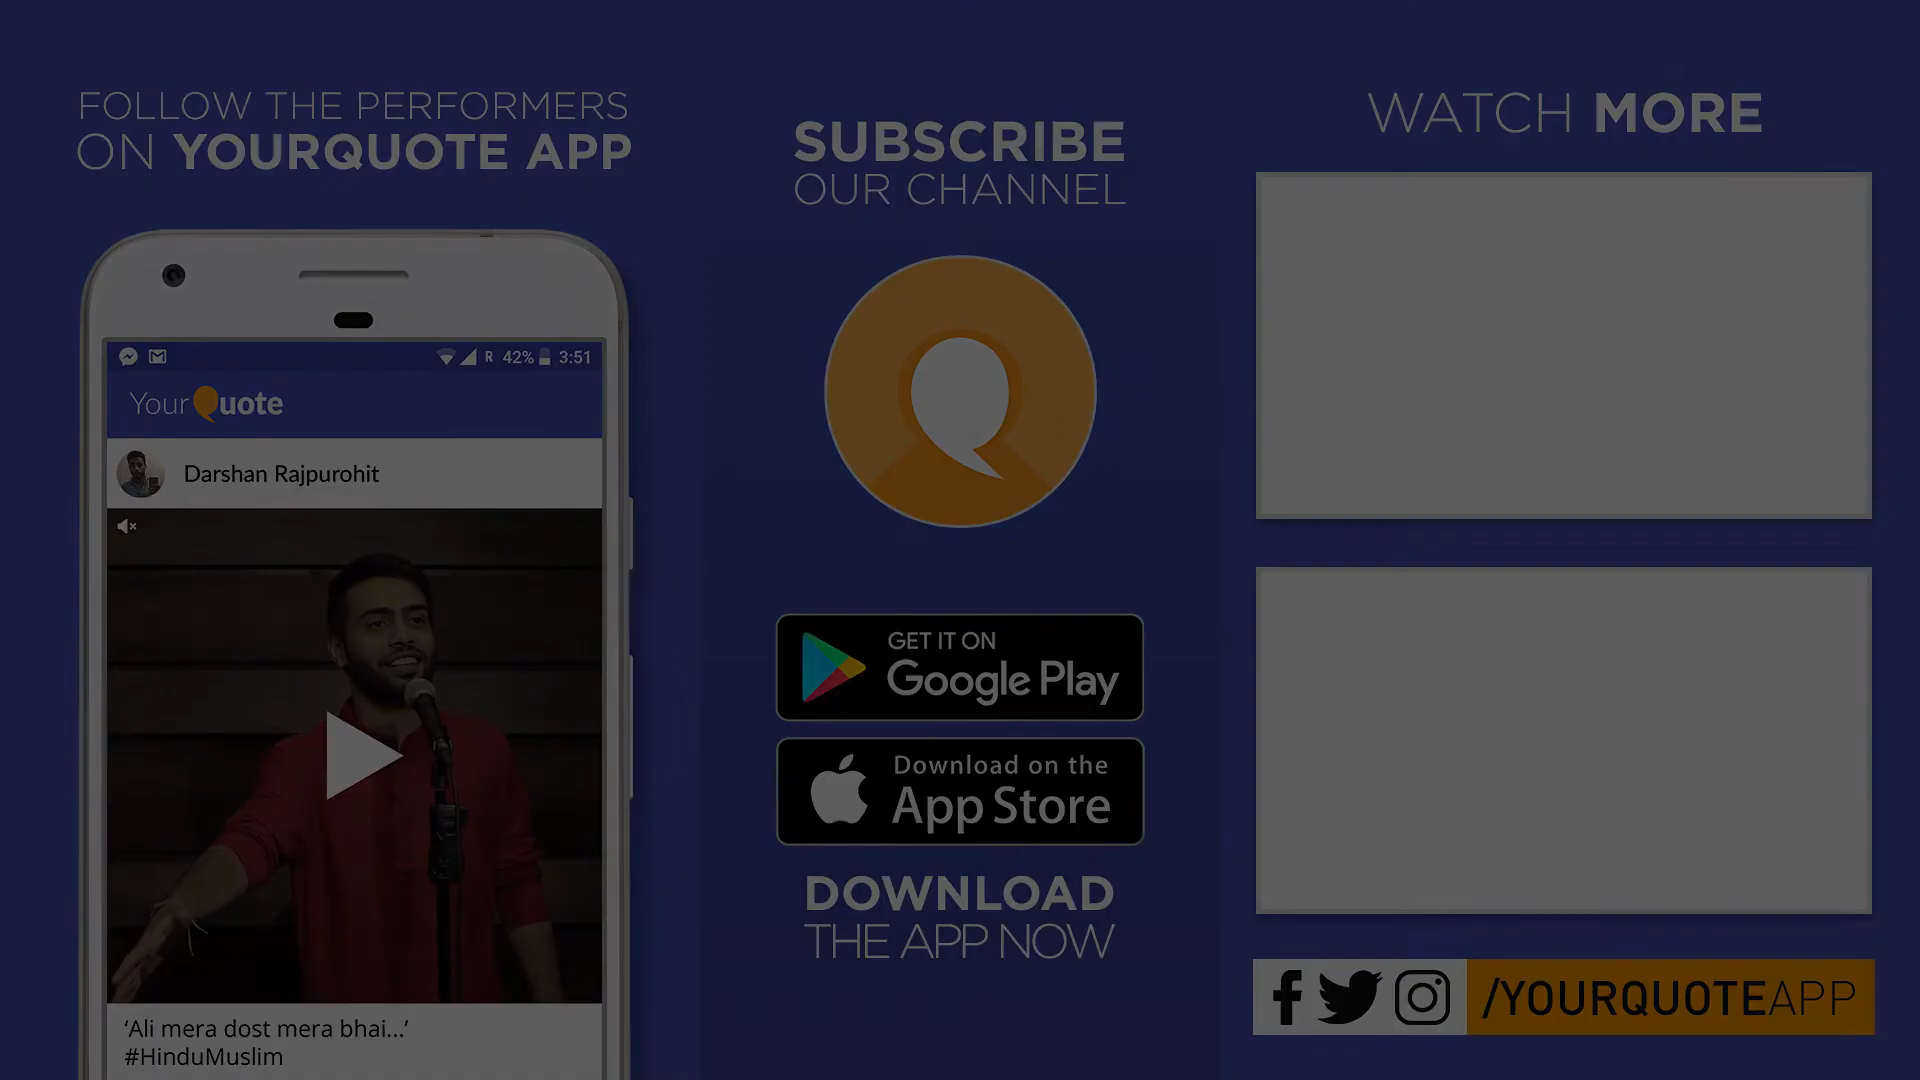 FOLLOW THE PERFORMERS
ON YOURQUOTE APP
R 42% 3:51
YourQuote
Darshan Rajpurohit
‘Ali mera dost mera bhai...’
#HinduMuslim
SUBSCRIBE
OUR CHANNEL
GET IT ON
Google Play
Download on the
App Store
DOWNLOAD
THE APP NOW
WATCH MORE
/YOURQUOTEAPP